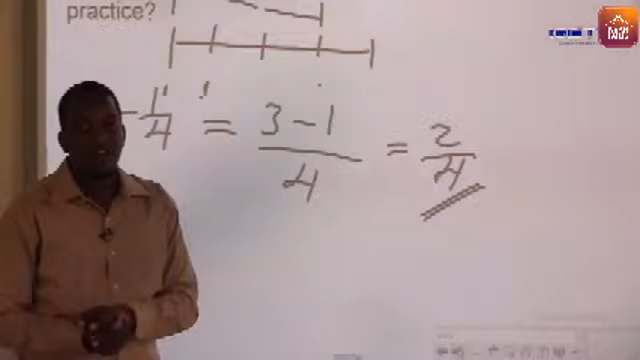 practice?
- 1/4 = 3 - 1 / 4 = 2/4